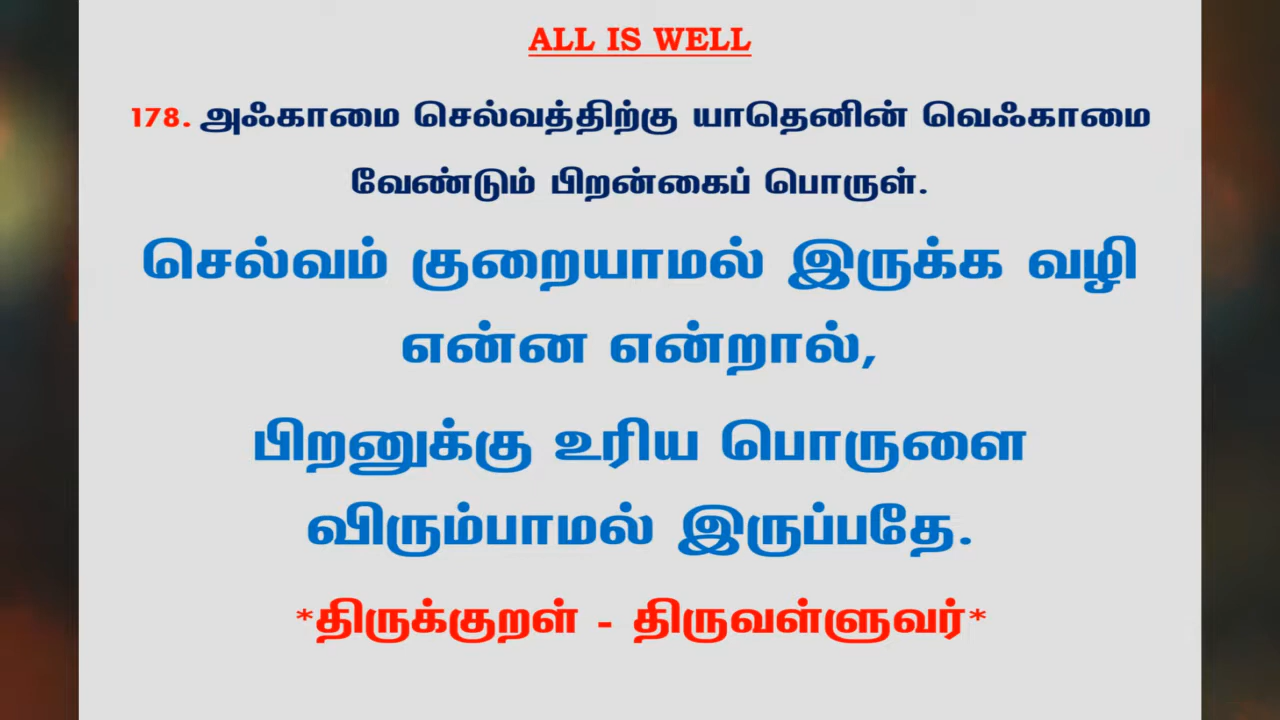 ALL IS WELL
178. அஃகாமை செல்வத்திற்கு யாதெனின் வெஃகாமை
வேண்டும் பிறன்கைப் பொருள்.
செல்வம் குறையாமல் இருக்க வழி
என்ன என்றால்,
பிறனுக்கு உரிய பொருளை
விரும்பாமல் இருப்பதே.
*திருக்குறள் - திருவள்ளுவர்*